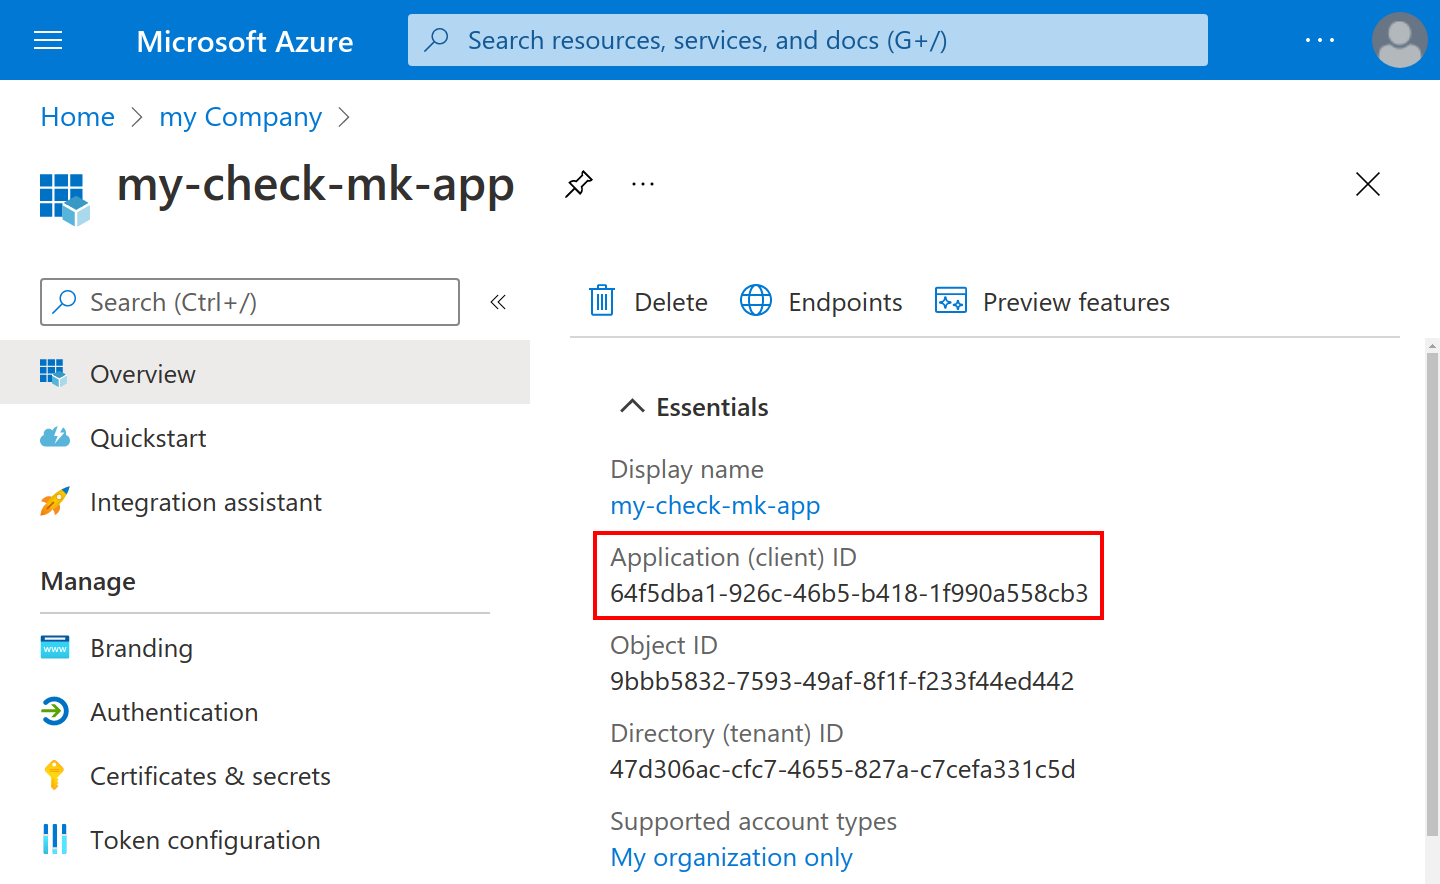 Microsoft Azure
Search resources, services, and docs (G+/)
Home > my Company >
my-check-mk-app
Search (Ctrl+/)
Delete
Endpoints
Preview features
Overview
Quickstart
Integration assistant
Manage
Branding
Authentication
Certificates & secrets
Token configuration
Essentials
Display name
my-check-mk-app
Application (client) ID
64f5dba1-926c-46b5-b418-1f990a558cb3
Object ID
9bbb5832-7593-49af-8f1f-f233f44ed442
Directory (tenant) ID
47d306ac-cfc7-4655-827a-c7cefa331c5d
Supported account types
My organization only